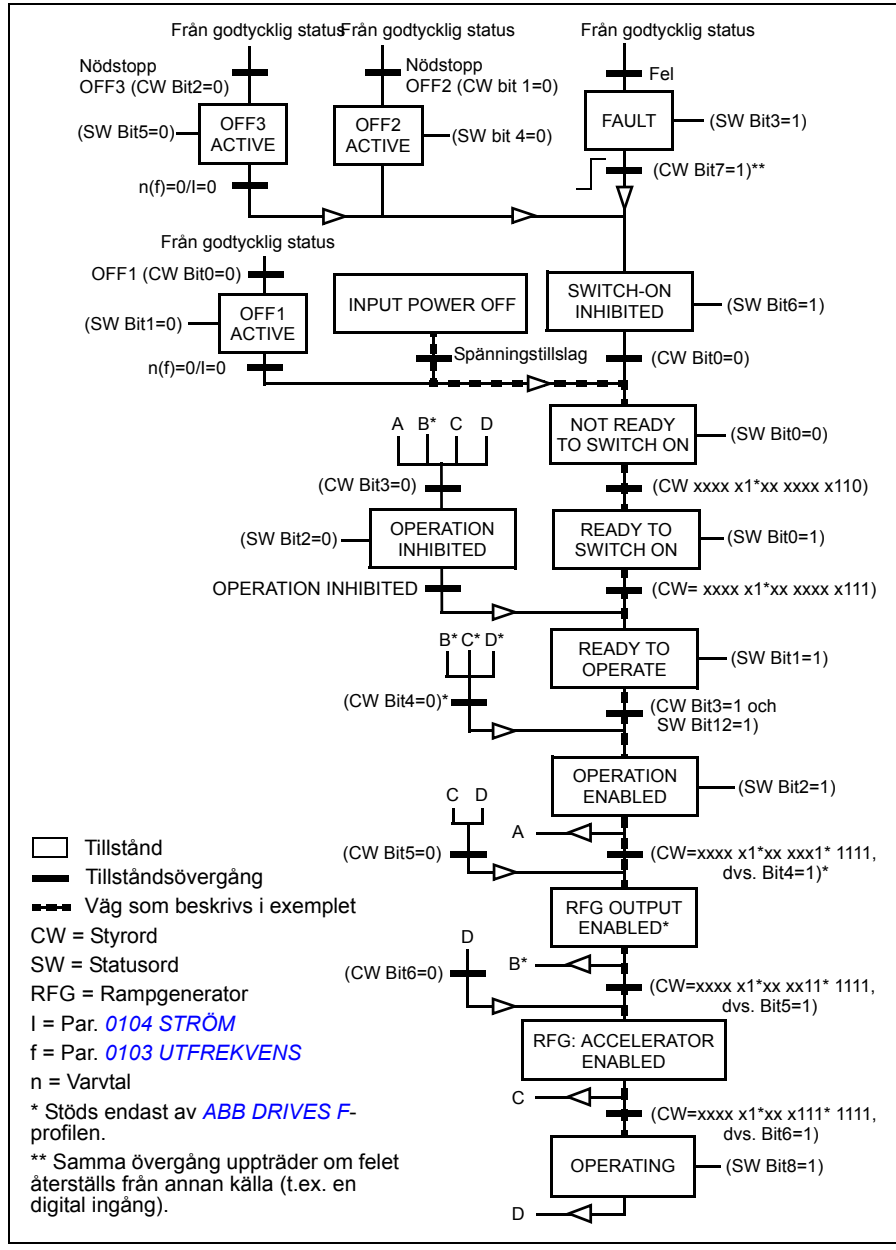 Från godtycklig status
Från godtycklig status
Från godtycklig status
Nödstopp
OFF3 (CW Bit2=0)
Nödstopp
OFF2 (CW bit 1=0)
Fel
(SW Bit5=0)
OFF3
ACTIVE
OFF2
ACTIVE
(SW bit 4=0)
FAULT
(SW Bit3=1)
n(f)=0/I=0
(CW Bit7=1)**
Från godtycklig status
OFF1 (CW Bit0=0)
(SW Bit1=0)
OFF1
ACTIVE
INPUT POWER OFF
SWITCH-ON
INHIBITED
(SW Bit6=1)
n(f)=0/I=0
Spänningstillslag
(CW Bit0=0)
A B* C D
NOT READY
TO SWITCH ON
(SW Bit0=0)
(CW Bit3=0)
(CW xxxx x1*xx xxxx x110)
(SW Bit2=0)
OPERATION
INHIBITED
READY TO
SWITCH ON
(SW Bit0=1)
OPERATION INHIBITED
(CW= xxxx x1*xx xxxx x111)
B* C* D*
READY TO
OPERATE
(SW Bit1=1)
(CW Bit4=0)*
(CW Bit3=1 och
SW Bit12=1)
OPERATION
ENABLED
(SW Bit2=1)
C D
A
(CW Bit5=0)
(CW=xxxx x1*xx xxx1* 1111,
dvs. Bit4=1)*
RFG OUTPUT
ENABLED*
D
B*
(CW Bit6=0)
(CW=xxxx x1*xx xx11* 1111,
dvs. Bit5=1)
RFG: ACCELERATOR
ENABLED
C
(CW=xxxx x1*xx x111* 1111,
dvs. Bit6=1)
OPERATING
(SW Bit8=1)
D
Tillstånd
Tillståndsövergång
Väg som beskrivs i exemplet
CW = Styrord
SW = Statusord
RFG = Rampgenerator
I = Par. 0104 STRÖM
f = Par. 0103 UTFREKVENS
n = Varvtal
* Stöds endast av ABB DRIVES F-
profilen.
** Samma övergång uppträder om felet
återställs från annan källa (t.ex. en
digital ingång).